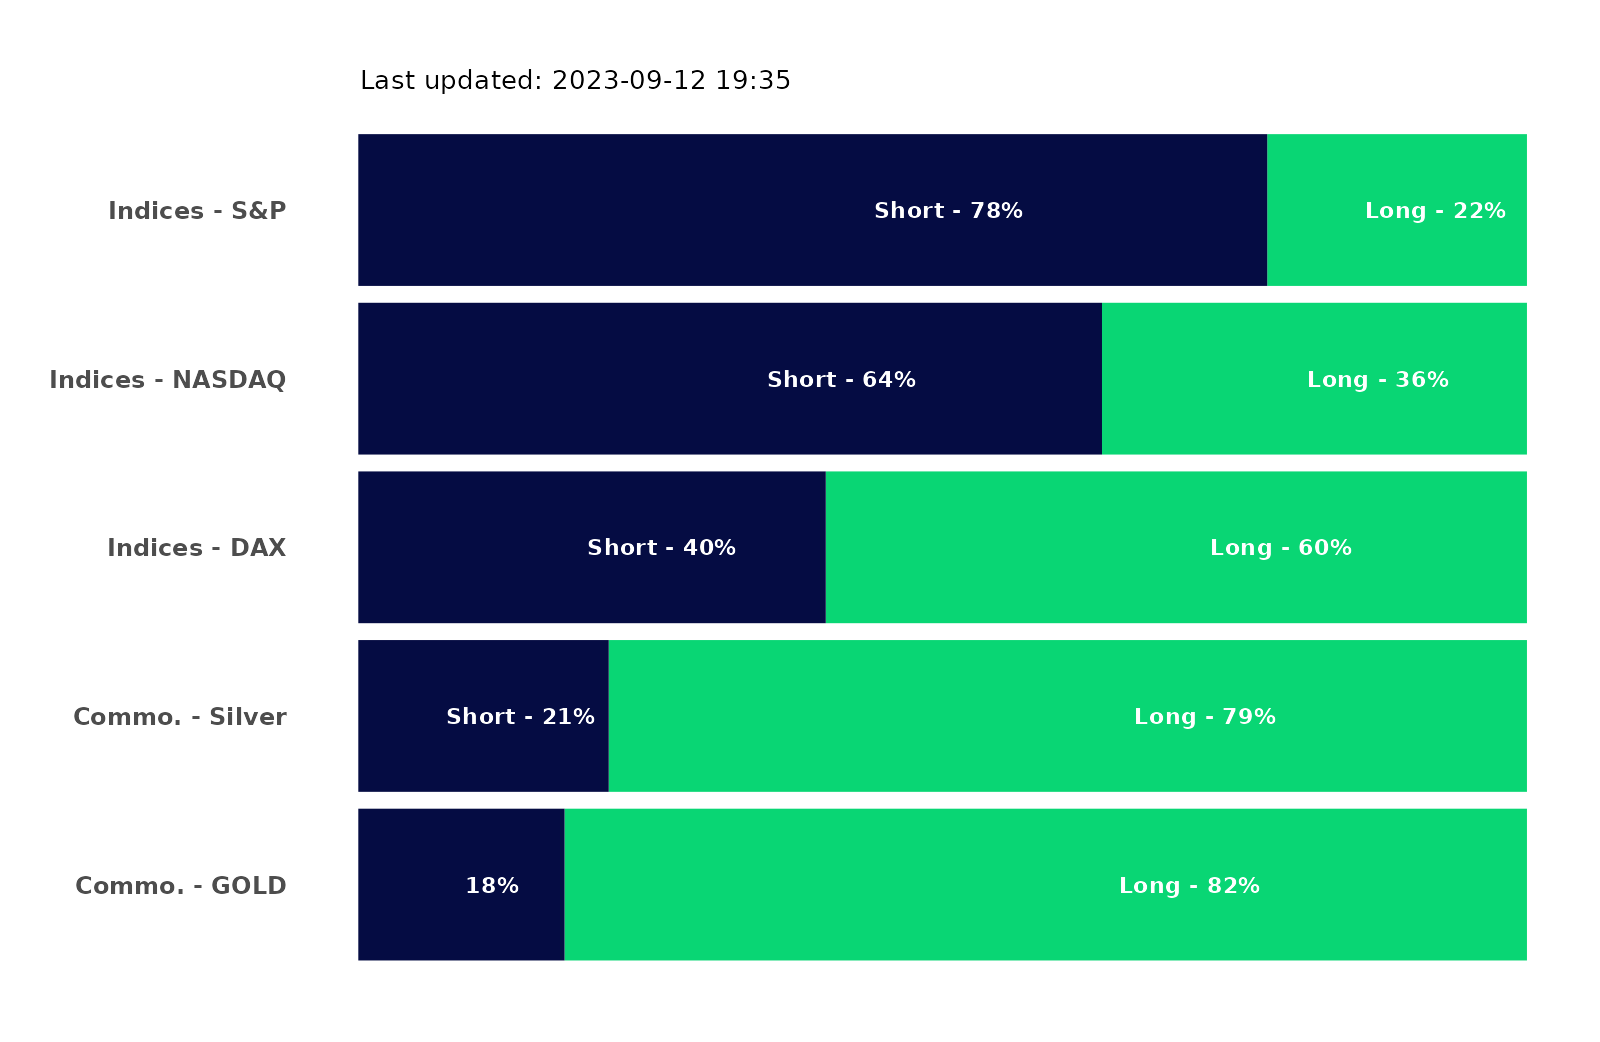 Last updated: 2023-09-12 19:35
Indices - S&P
Short - 78%
Long - 22%
Indices - NASDAQ
Short - 64%
Long - 36%
Indices - DAX
Short - 40%
Long - 60%
Commo. - Silver
Short - 21%
Long - 79%
Commo. - GOLD
18%
Long - 82%